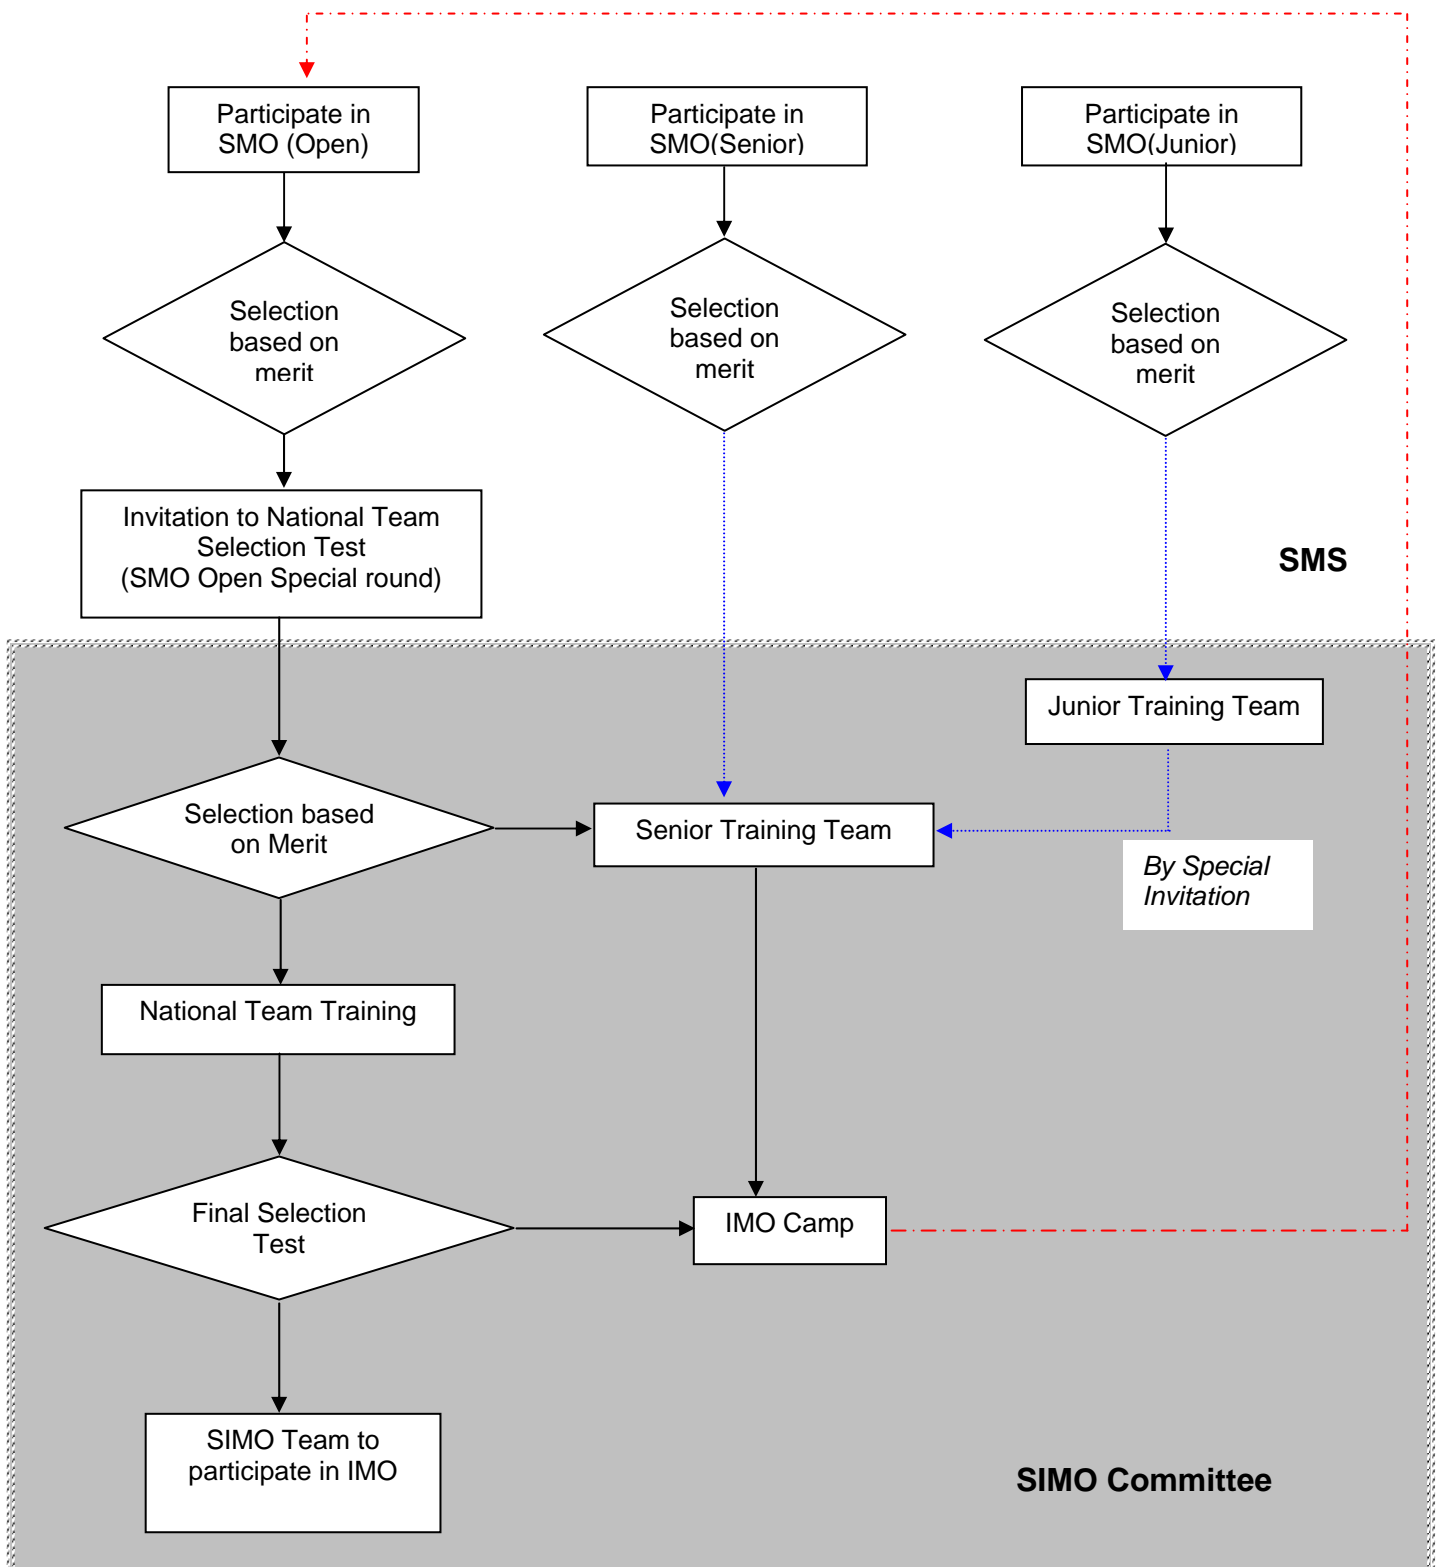 Participate in
SMO (Open)
Participate in
SMO(Senior)
Participate in
SMO(Junior)
Selection
based on
merit
Selection
based on
merit
Selection
based on
merit
Invitation to National Team
Selection Test
(SMO Open Special round)
SMS
Junior Training Team
Selection based
on Merit
Senior Training Team
By Special
Invitation
National Team Training
Final Selection
Test
IMO Camp
SIMO Team to
participate in IMO
SIMO Committee